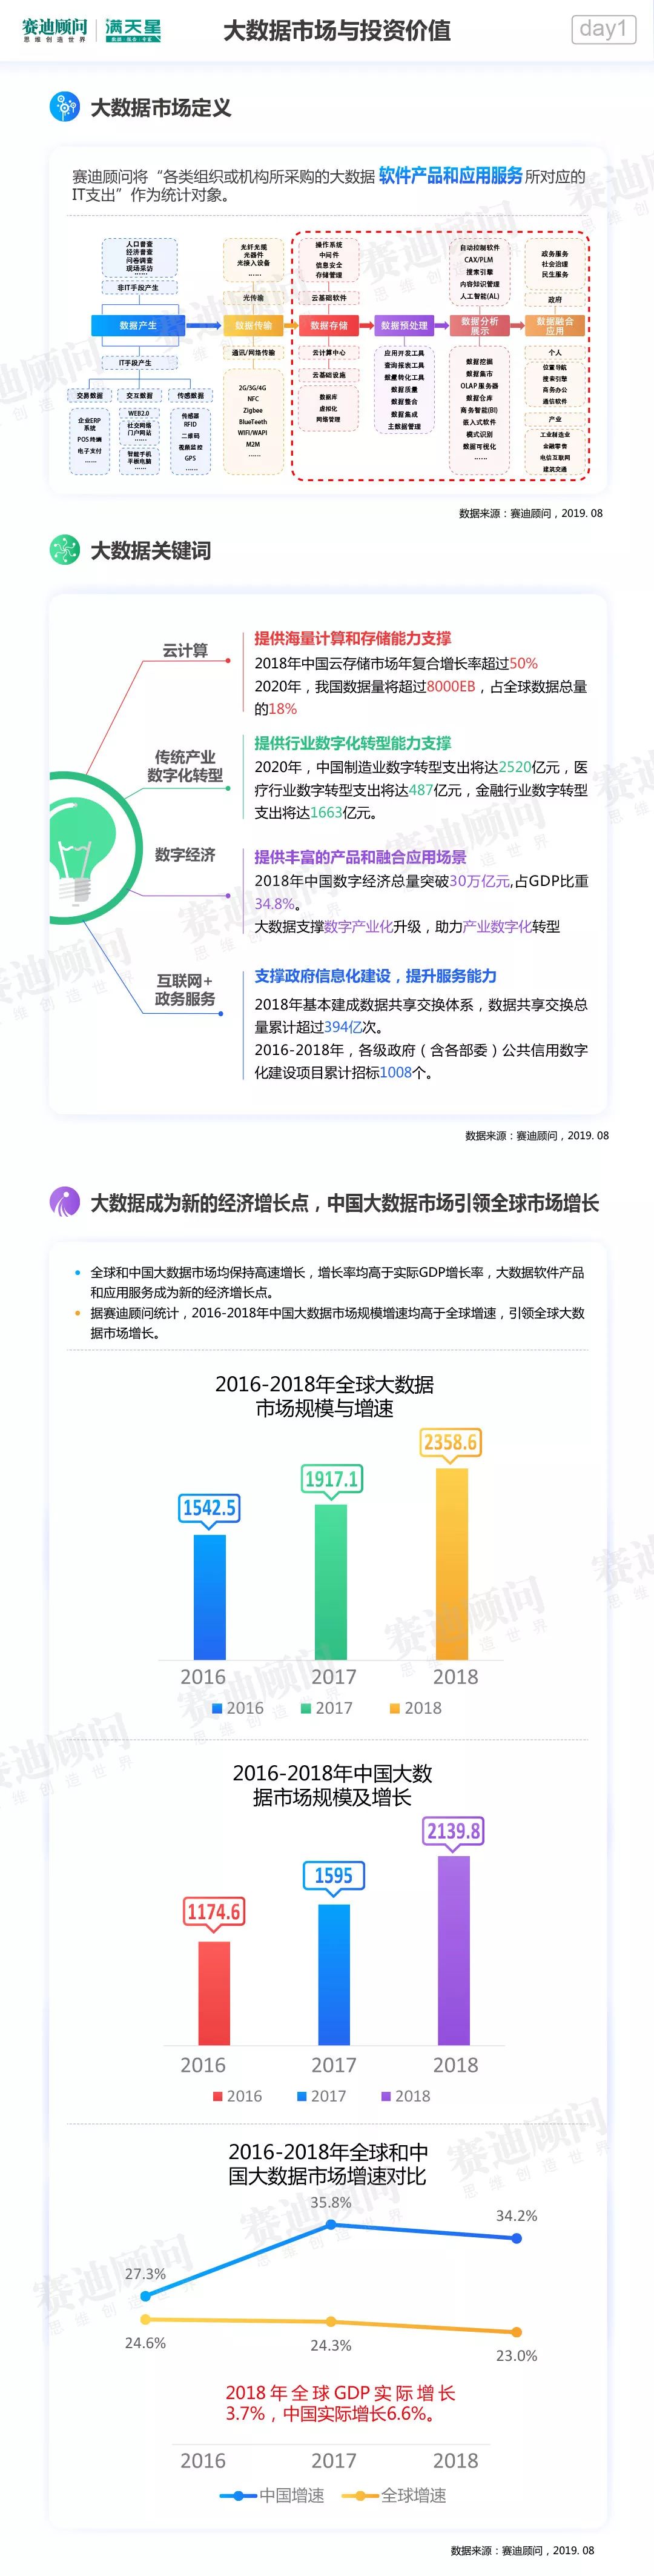 赛迪顾问
思维创造世界
满天星
数据·服务·专家
大数据市场与投资价值
day1
大数据市场定义
赛迪顾问将“各类组织或机构所采购的大数据 软件产品和应用服务 所对应的
IT支出”作为统计对象。
人口普查
经济普查
问卷调查
现场采访
......
非IT手段产生
数据产生
IT手段产生
交易数据
交互数据
传感数据
企业ERP
系统
POS终端
电子支付
......
WEB2.0
社交网络
门户网站
......
智能手机
平板电脑
......
传感器
RFID
二维码
视频监控
GPS
......
光纤光缆
光器件
光接入设备
......
光传输
数据传输
通讯/网络传输
2G/3G/4G
NFC
Zigbee
BlueTeeth
WIFI/WAPI
M2M
......
操作系统
中间件
信息安全
存储管理
云基础软件
数据存储
云计算中心
云基础设施
数据库
虚拟化
网络管理
数据预处理
应用开发工具
查询报表工具
数量转化工具
数据质量
数据整合
数据集成
主数据管理
自动控制软件
CAX/PLM
搜索引擎
内容知识管理
人工智能(AL)
数据分析
展示
数据挖掘
数据集市
OLAP 服务器
数据仓库
商务智能(BI)
嵌入式软件
模式识别
数据可视化
......
政务服务
社会治理
民生服务
政府
数据融合
应用
个人
位置导航
搜索引擎
商务办公
通信软件
产业
工业制造业
金融零售
电信互联网
建筑交通
数据来源：赛迪顾问，2019. 08
大数据关键词
云计算
提供海量计算和存储能力支撑
2018年中国云存储市场年复合增长率超过50%
2020年，我国数据量将超过8000EB，占全球数据总量
的18%
传统产业
数字化转型
提供行业数字化转型能力支撑
2020年，中国制造业数字转型支出将达2520亿元，医
疗行业数字转型支出将达487亿元，金融行业数字转型
支出将达1663亿元。
数字经济
提供丰富的产品和融合应用场景
2018年中国数字经济总量突破30万亿元,占GDP比重
34.8%。
大数据支撑数字产业化升级，助力产业数字化转型
互联网+
政务服务
支撑政府信息化建设，提升服务能力
2018年基本建成数据共享交换体系，数据共享交换总
量累计超过394亿次。
2016-2018年，各级政府（含各部委）公共信用数字
化建设项目累计招标1008个。
数据来源：赛迪顾问，2019. 08
大数据成为新的经济增长点，中国大数据市场引领全球市场增长
全球和中国大数据市场均保持高速增长，增长率均高于实际GDP增长率，大数据软件产品
和应用服务成为新的经济增长点。
据赛迪顾问统计，2016-2018年中国大数据市场规模增速均高于全球增速，引领全球大数
据市场增长。
2016-2018年全球大数据
市场规模与增速
1542.5
1917.1
2358.6
2016
2017
2018
2016
2017
2018
2016-2018年中国大数
据市场规模及增长
1174.6
1595
2139.8
2016
2017
2018
2016
2017
2018
2016-2018年全球和中
国大数据市场增速对比
27.3%
35.8%
34.2%
24.6%
24.3%
23.0%
2018年全球GDP实际增长
3.7%，中国实际增长6.6%。
2016
2017
2018
中国增速
全球增速
数据来源：赛迪顾问，2019. 08